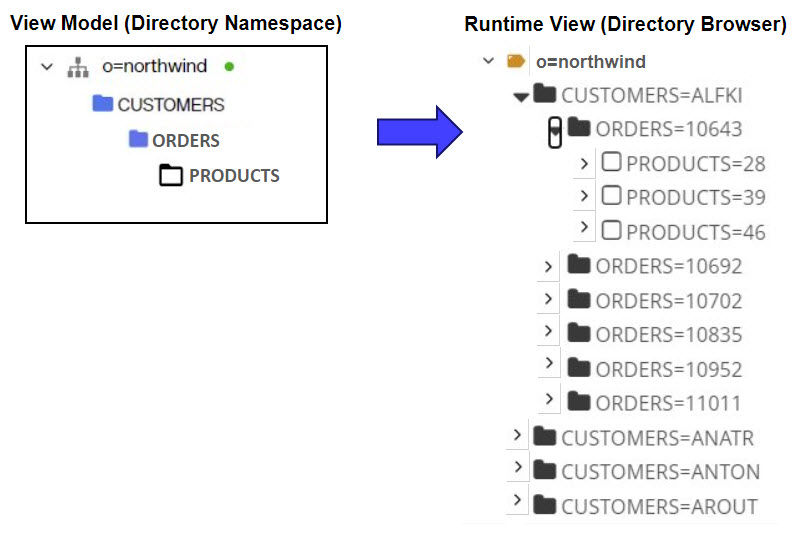 View Model (Directory Namespace)
o=northwind
CUSTOMERS
ORDERS
PRODUCTS
Runtime View (Directory Browser)
o=northwind
CUSTOMERS=ALFKI
ORDERS=10643
PRODUCTS=28
PRODUCTS=39
PRODUCTS=46
ORDERS=10692
ORDERS=10702
ORDERS=10835
ORDERS=10952
ORDERS=11011
CUSTOMERS=ANATR
CUSTOMERS=ANTON
CUSTOMERS=AROUT